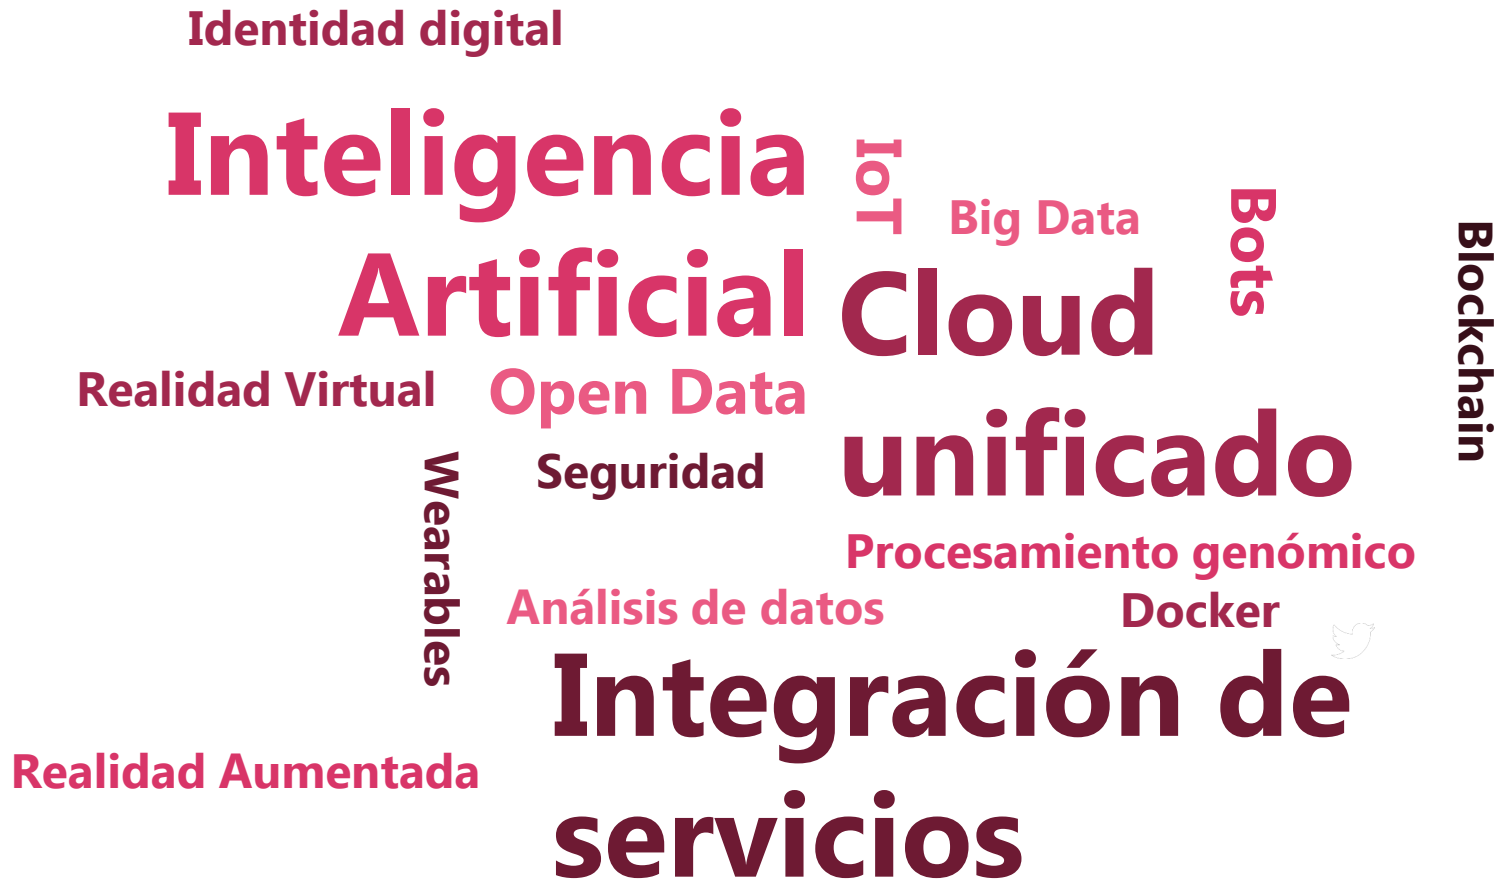 Identidad digital
Inteligencia
Artificial
IoT
Big Data
Bots
Blockchain
Cloud
unificado
Realidad Virtual
Open Data
Seguridad
Wearables
Procesamiento genómico
Análisis de datos
Docker
Integración de
servicios
Realidad Aumentada